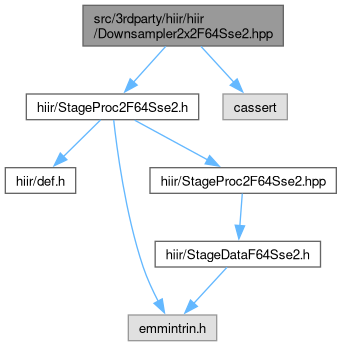 src/3rdparty/hiir/hiir
/Downsampler2x2F64Sse2.hpp
hiir/StageProc2F64Sse2.h
cassert
hiir/def.h
hiir/StageProc2F64Sse2.hpp
hiir/StageDataF64Sse2.h
emmintrin.h